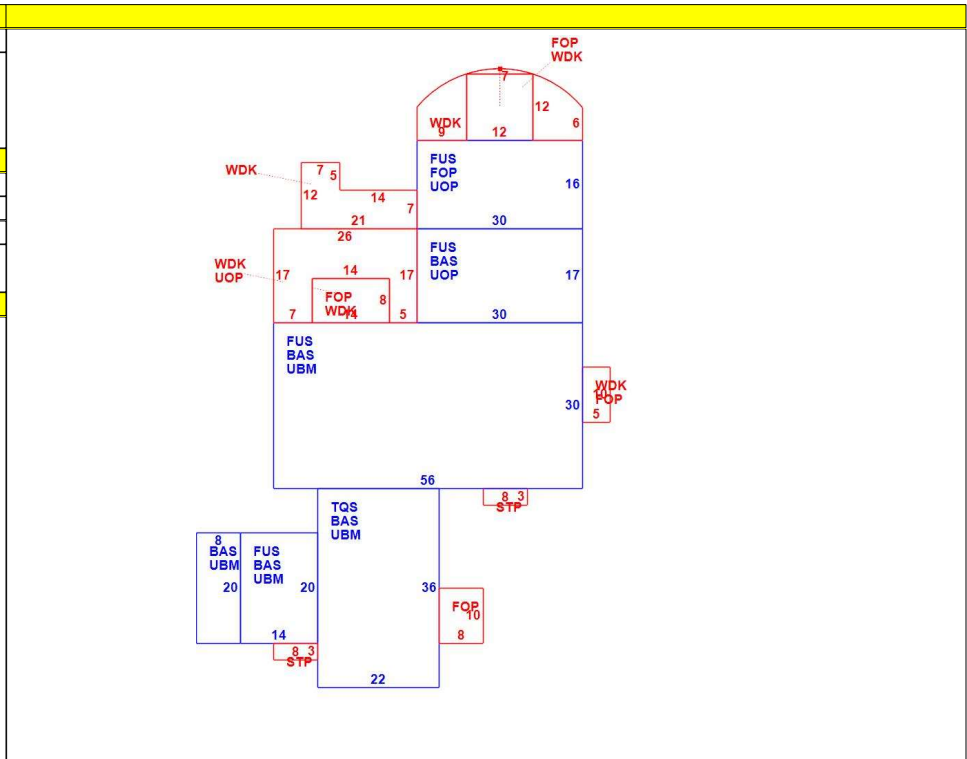 FOP
WDK
7
12
WDK
9
12
6
FUS
FOP
UOP
16
30
WDK
7
5
12
14
7
21
26
FUS
BAS
UOP
17
30
WDK
UOP
17
14
17
FOP
WDK
8
7
14
5
FUS
BAS
UBM
30
56
WDK
FOP
10
5
8 3
STP
TQS
BAS
UBM
36
22
8
BAS
UBM
20
FUS
BAS
UBM
20
14
8 3
STP
FOP
10
8